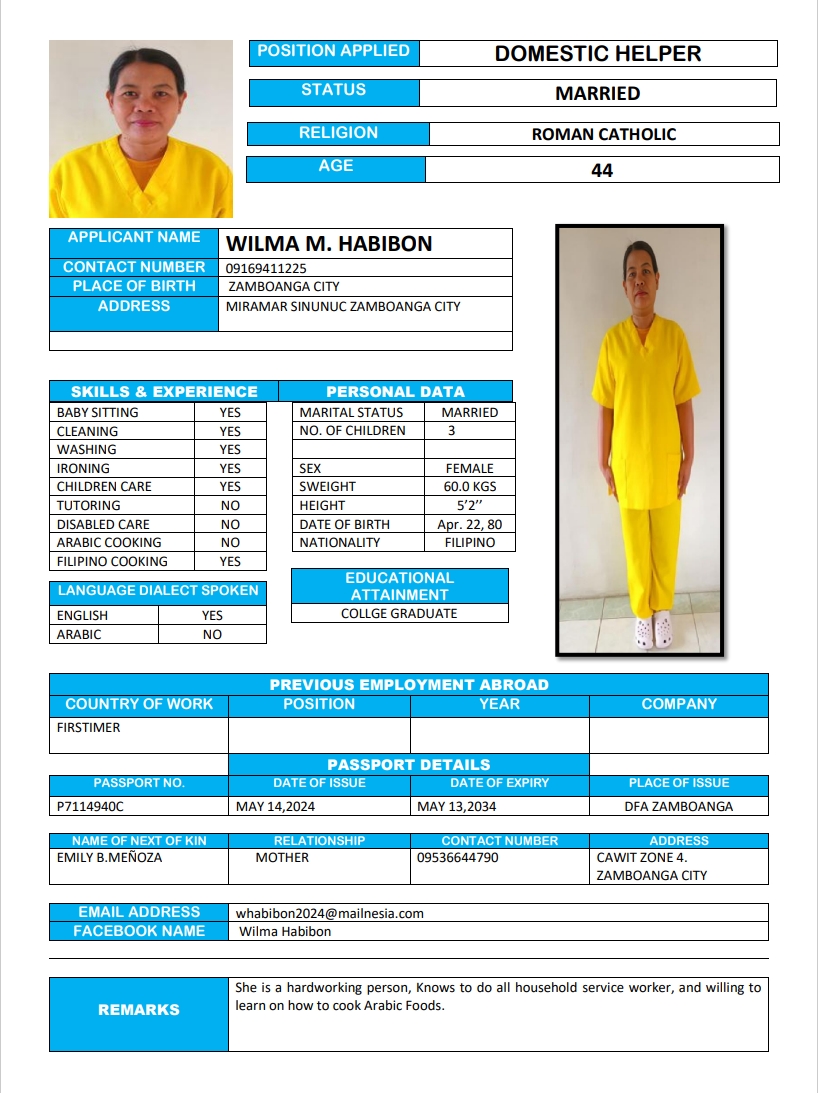 POSITION APPLIED DOMESTIC HELPER
STATUS MARRIED
RELIGION ROMAN CATHOLIC
AGE 44
APPLICANT NAME WILMA M. HABIBON
CONTACT NUMBER 09169411225
PLACE OF BIRTH ZAMBOANGA CITY
ADDRESS MIRAMAR SINUNUC ZAMBOANGA CITY
SKILLS & EXPERIENCE PERSONAL DATA
BABY SITTING YES MARITAL STATUS MARRIED
CLEANING YES NO. OF CHILDREN 3
WASHING YES
IRONING YES SEX FEMALE
CHILDREN CARE YES SWEIGHT 60.0 KGS
TUTORING NO HEIGHT 5’2’’
DISABLED CARE NO DATE OF BIRTH Apr. 22, 80
ARABIC COOKING NO NATIONALITY FILIPINO
FILIPINO COOKING YES
LANGUAGE DIALECT SPOKEN
ENGLISH YES
ARABIC NO
EDUCATIONAL
ATTAINMENT
COLLGE GRADUATE
PREVIOUS EMPLOYMENT ABROAD
COUNTRY OF WORK POSITION YEAR COMPANY
FIRSTIMER
PASSPORT DETAILS
PASSPORT NO. DATE OF ISSUE DATE OF EXPIRY PLACE OF ISSUE
P7114940C MAY 14,2024 MAY 13,2034 DFA ZAMBOANGA
NAME OF NEXT OF KIN RELATIONSHIP CONTACT NUMBER ADDRESS
EMILY B.MEÑOZA MOTHER 09536644790 CAWIT ZONE 4.
ZAMBOANGA CITY
EMAIL ADDRESS whabibon2024@mailnesia.com
FACEBOOK NAME Wilma Habibon
REMARKS
She is a hardworking person, Knows to do all household service worker, and willing to
learn on how to cook Arabic Foods.